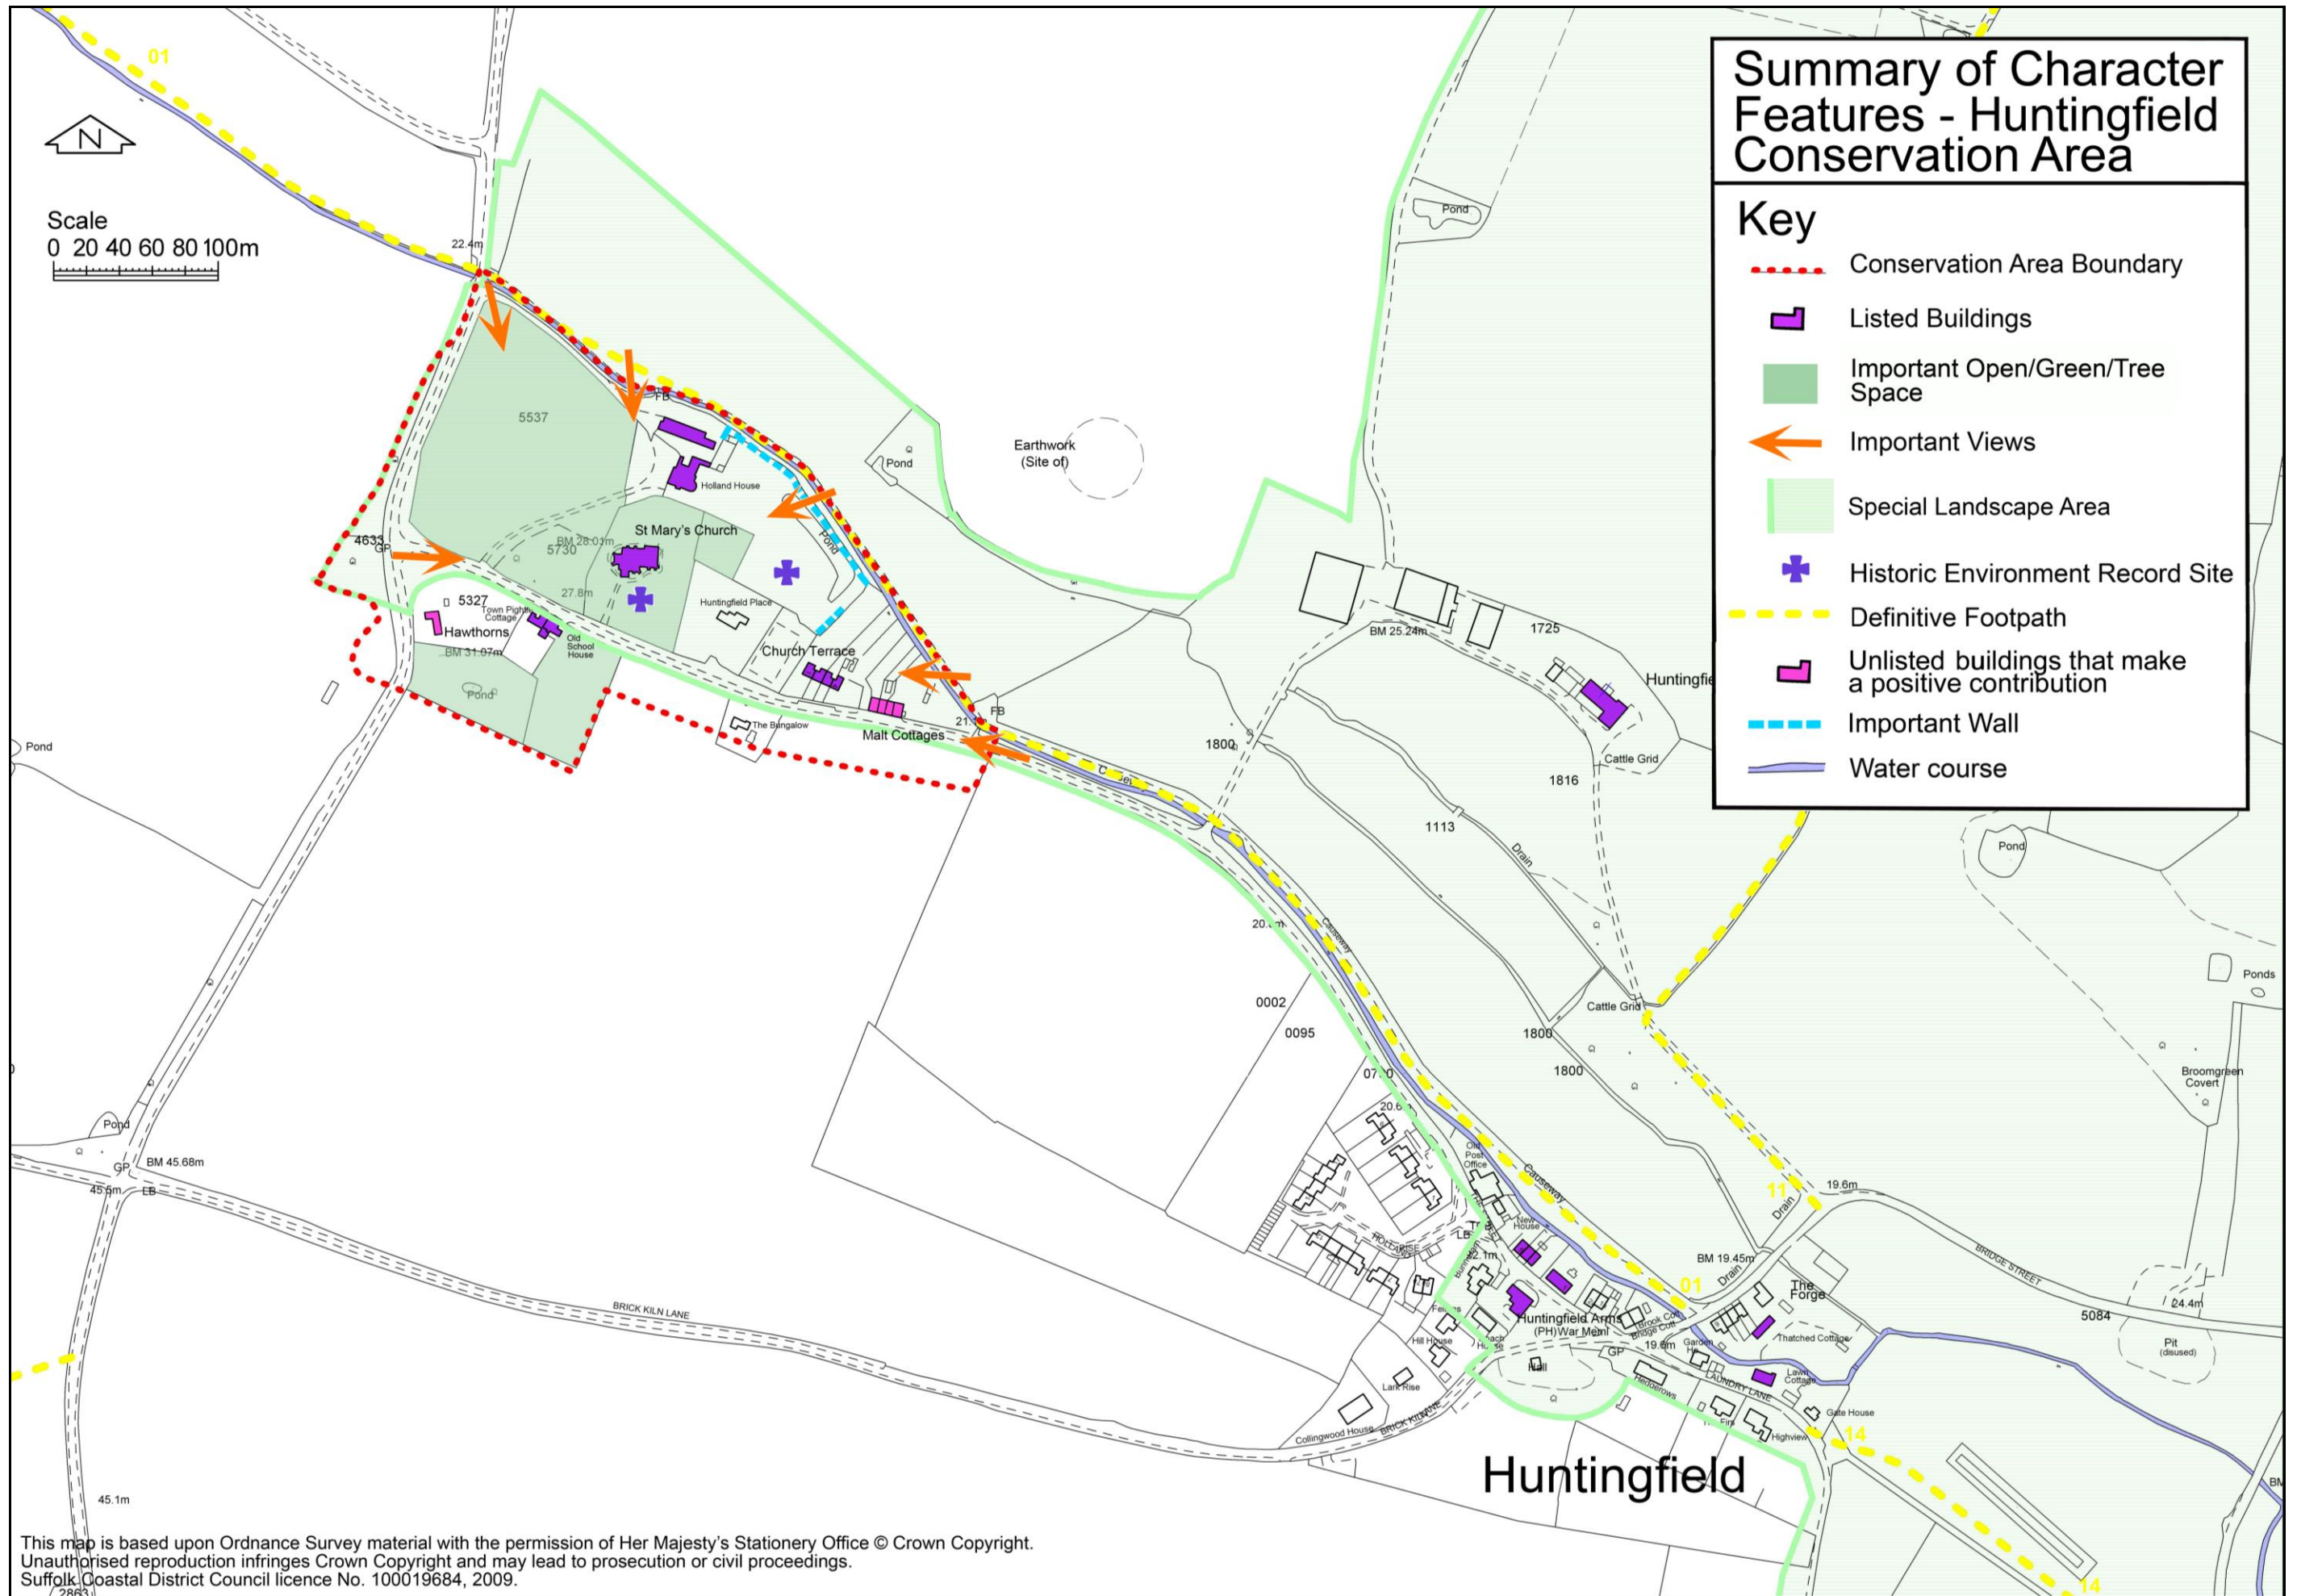 Summary of Character
Features - Huntingfield
Conservation Area
Key
Conservation Area Boundary
Listed Buildings
Important Open/Green/Tree
Space
Important Views
Special Landscape Area
Historic Environment Record Site
Definitive Footpath
Unlisted buildings that make
a positive contribution
Important Wall
Water course
N
Scale
0 20 40 60 80 100m
01
22.4m
Pond
5537
FB
Holland House
Pond
Earthwork
(Site of)
St Mary's Church
BM 28.01m
5730
4633
GP
Pond
27.8m
5327
Hawthorns
Old
School
House
Huntingfield Place
BM 31.07m
Church Terrace
Pond
The Bungalow
Malt Cottages
FB
BM 25.24m
1725
Huntingfie
Cattle Grid
1800
1816
1113
Drain
Pond
Pond
Causeway
Ponds
0002
0095
Cattle Grid
1800
1800
Broomgreen
Covert
Pond
GP
BM 45.68m
45.5m
LB
Old
Post
Office
Causeway
11
Drain
19.6m
New
House
LB
BM 19.45m
Drain
01
BRIDGE STREET
The
Forge
5084
24.4m
Pit
(disused)
BRICK KILN LANE
Huntingfield Arms
(PH)
War Meml
Thatched Cottage
Hill House
Hall
GP
19.6m
Hedgerows
LAUNDRY LANE
Lawn
Cottage
Lark Rise
Collingwood House
BRICK KILN LANE
Highview
Gate House
14
BM
Huntingfield
45.1m
14
This map is based upon Ordnance Survey material with the permission of Her Majesty's Stationery Office © Crown Copyright.
Unauthorised reproduction infringes Crown Copyright and may lead to prosecution or civil proceedings.
Suffolk Coastal District Council licence No. 100019684, 2009.
2863